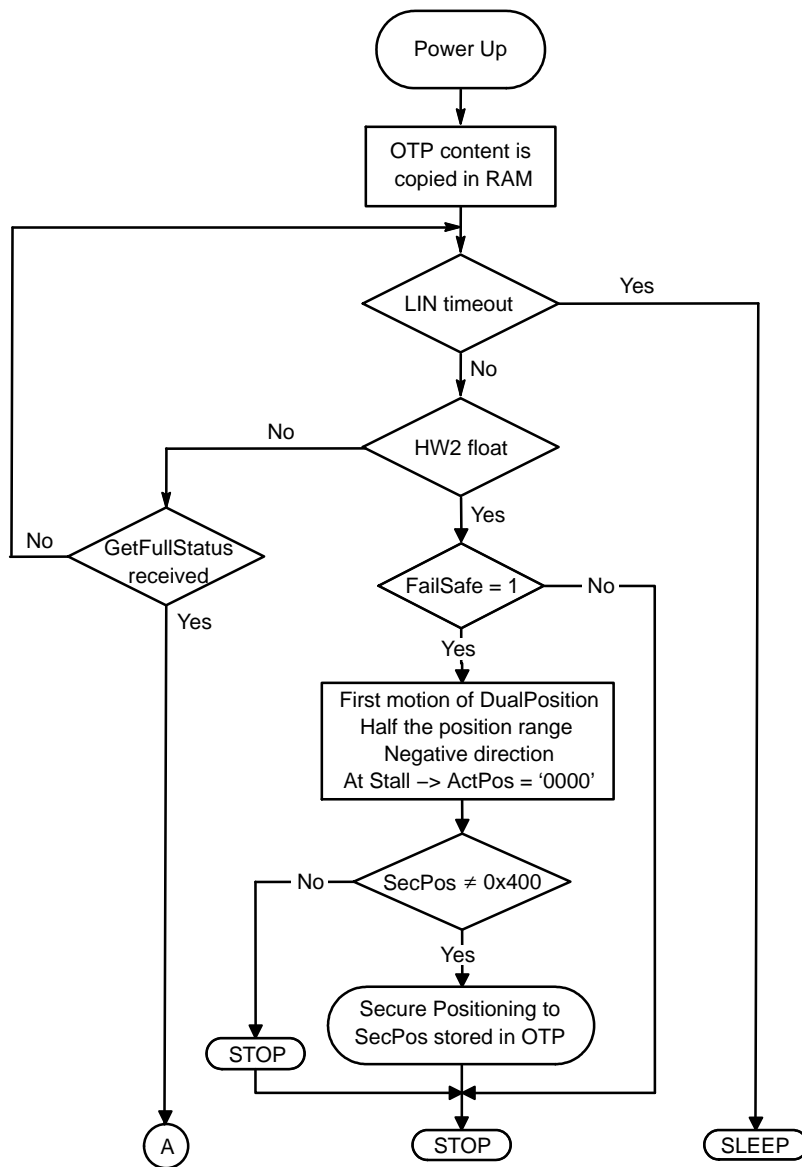 Power Up
OTP content is
copied in RAM
LIN timeout
Yes
No
HW2 float
No
Yes
GetFullStatus
received
No
Yes
FailSafe = 1
No
Yes
First motion of DualPosition
Half the position range
Negative direction
At Stall −> ActPos = ‘0000’
SecPos ≠ 0x400
No
Yes
Secure Positioning to
SecPos stored in OTP
STOP
A
STOP
SLEEP